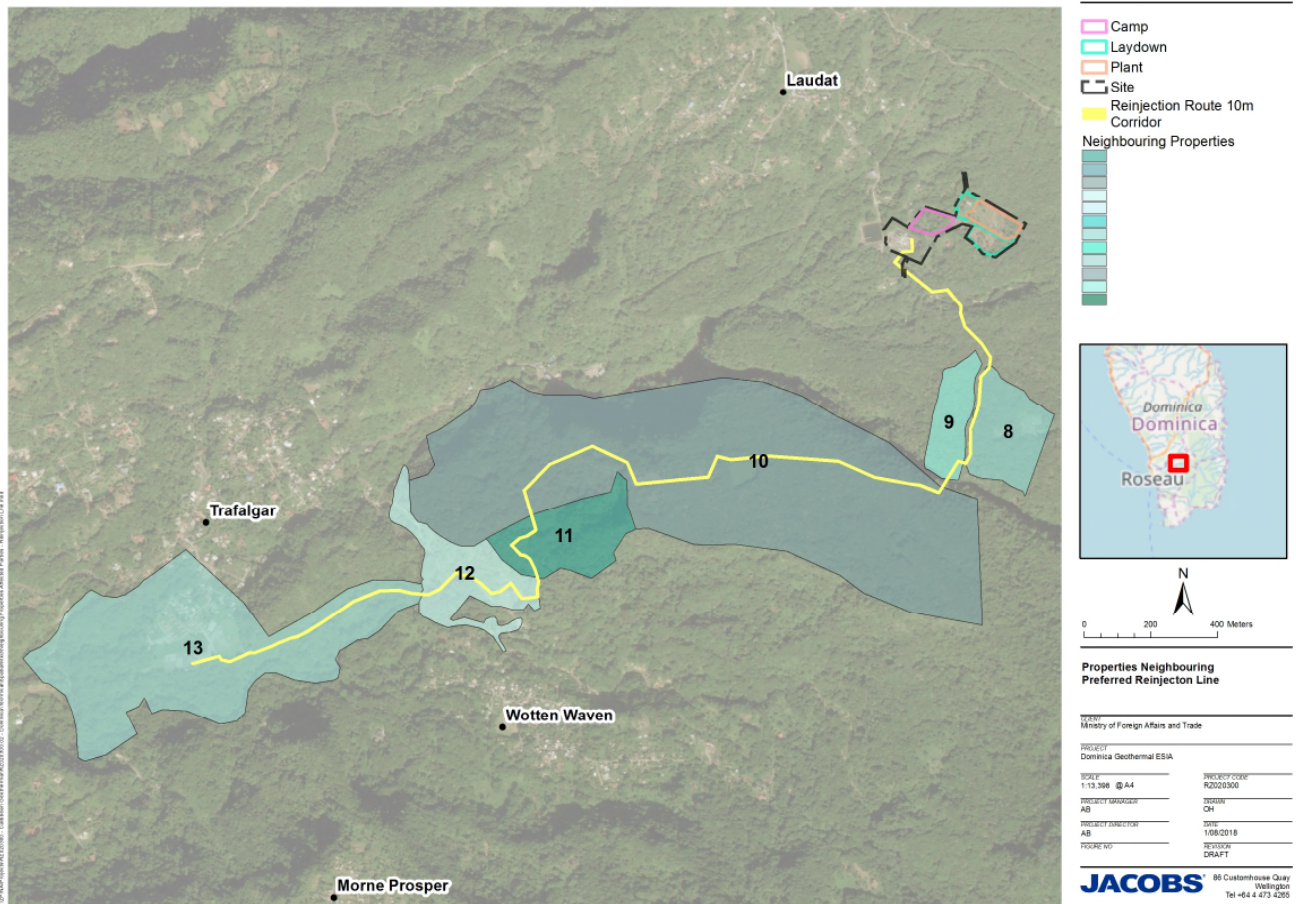 Laudat
9
8
10
11
12
13
Trafalgar
Wotten Waven
Morne Prosper
Camp
Laydown
Plant
Site
Reinjection Route 10m
Corridor
Neighbouring Properties
Dominica
Dominica
Roseau
N
0 200 400 Meters
Properties Neighbouring
Preferred Reinjecton Line
CLIENT
Ministry of Foreign Affairs and Trade
PROJECT
Dominica Geothermal ESIA
SCALE
1:13,398 @ A4
PROJECT CODE
RZ020300
PROJECT MANAGER
AB
DRAWN
OH
PROJECT DIRECTOR
AB
DATE
1/08/2018
FIGURE NO
REVISION
DRAFT
JACOBS
86 Customhouse Quay
Wellington
Tel +64 4 473 4265